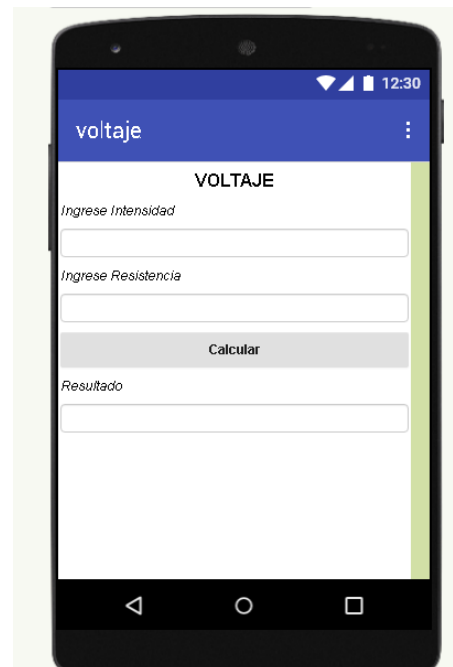 12:30
voltaje
VOLTAJE
Ingrese Intensidad
Ingrese Resistencia
Calcular
Resultado